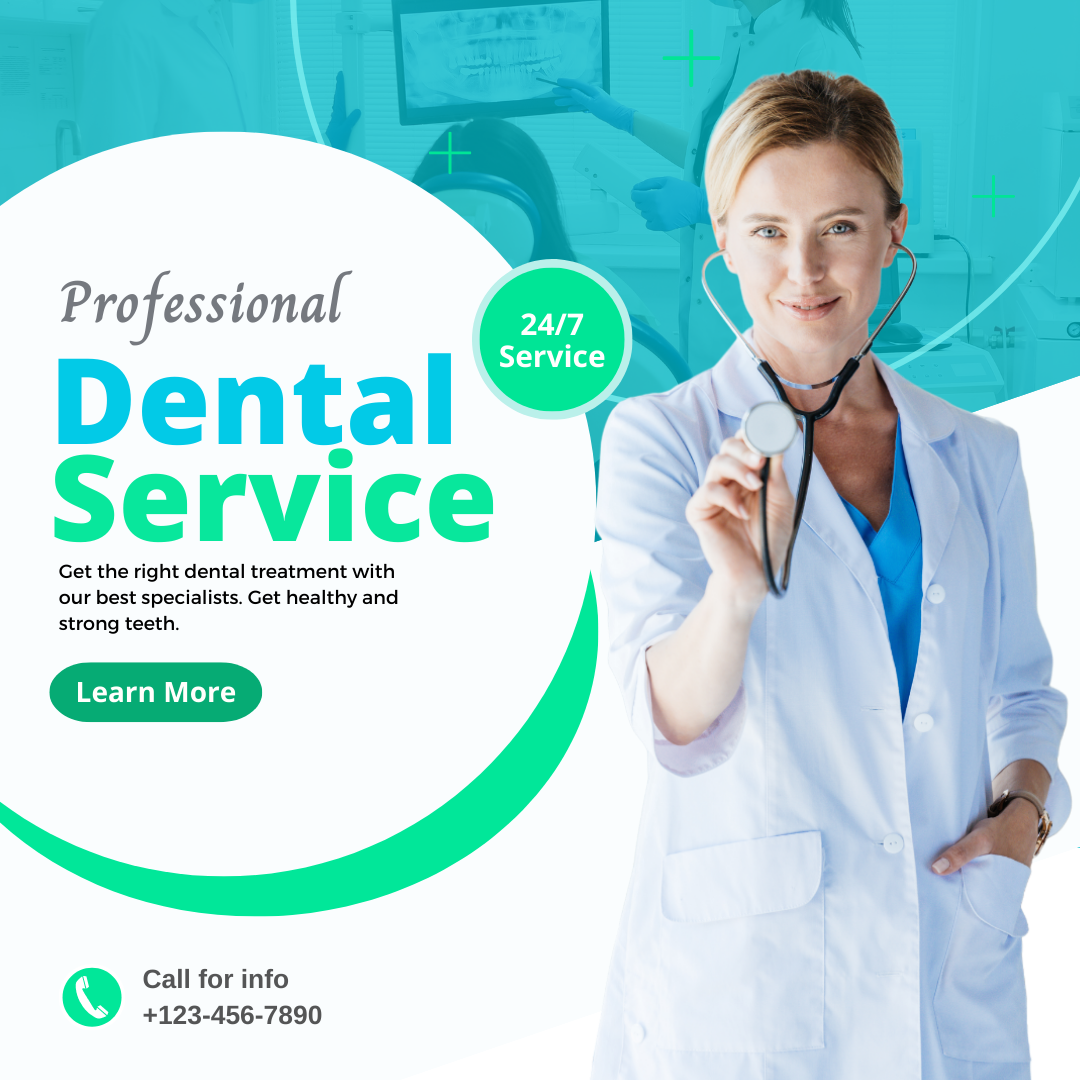 Professional
Dental
Service
24/7
Service
Get the right dental treatment with
our best specialists. Get healthy and
strong teeth.
Learn More
Call for info
+123-456-7890